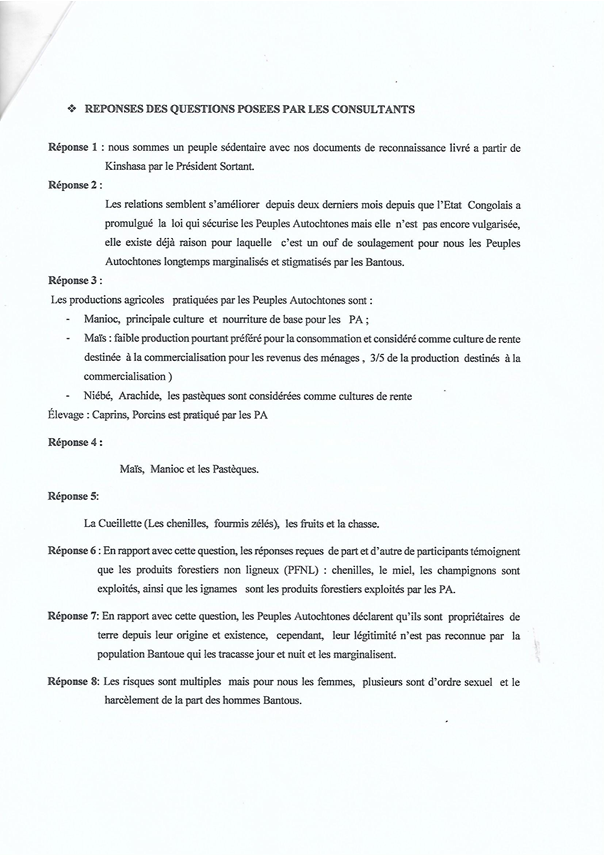 ❖ REPONSES DES QUESTIONS POSEES PAR LES CONSULTANTS
Réponse 1 : nous sommes un peuple sédentaire avec nos documents de reconnaissance livré a partir de
Kinshasa par le Président Sortant.
Réponse 2 :
Les relations semblent s’améliorer depuis deux derniers mois depuis que l’Etat Congolais a
promulgué la loi qui sécurise les Peuples Autochtones mais elle n’est pas encore vulgarisée,
elle existe déjà raison pour laquelle c’est un ouf de soulagement pour nous les Peuples
Autochtones longtemps marginalisés et stigmatisés par les Bantous.
Réponse 3 :
Les productions agricoles pratiquées par les Peuples Autochtones sont :
- Manioc, principale culture et nourriture de base pour les PA ;
- Maïs : faible production pourtant préféré pour la consommation et considéré comme culture de rente
destinée à la commercialisation pour les revenus des ménages , 3/5 de la production destinés à la
commercialisation )
- Niébé, Arachide, les pastèques sont considérées comme cultures de rente
Élevage : Caprins, Porcins est pratiqué par les PA
Réponse 4 :
Maïs, Manioc et les Pastèques.
Réponse 5:
La Cueillette (Les chenilles, fourmis zélés), les fruits et la chasse.
Réponse 6 : En rapport avec cette question, les réponses reçues de part et d’autre de participants témoignent
que les produits forestiers non ligneux (PFNL) : chenilles, le miel, les champignons sont
exploités, ainsi que les ignames sont les produits forestiers exploités par les PA.
Réponse 7: En rapport avec cette question, les Peuples Autochtones déclarent qu’ils sont propriétaires de
terre depuis leur origine et existence, cependant, leur légitimité n’est pas reconnue par la
population Bantoue qui les tracasse jour et nuit et les marginalisent.
Réponse 8: Les risques sont multiples mais pour nous les femmes, plusieurs sont d’ordre sexuel et le
harcèlement de la part des hommes Bantous.